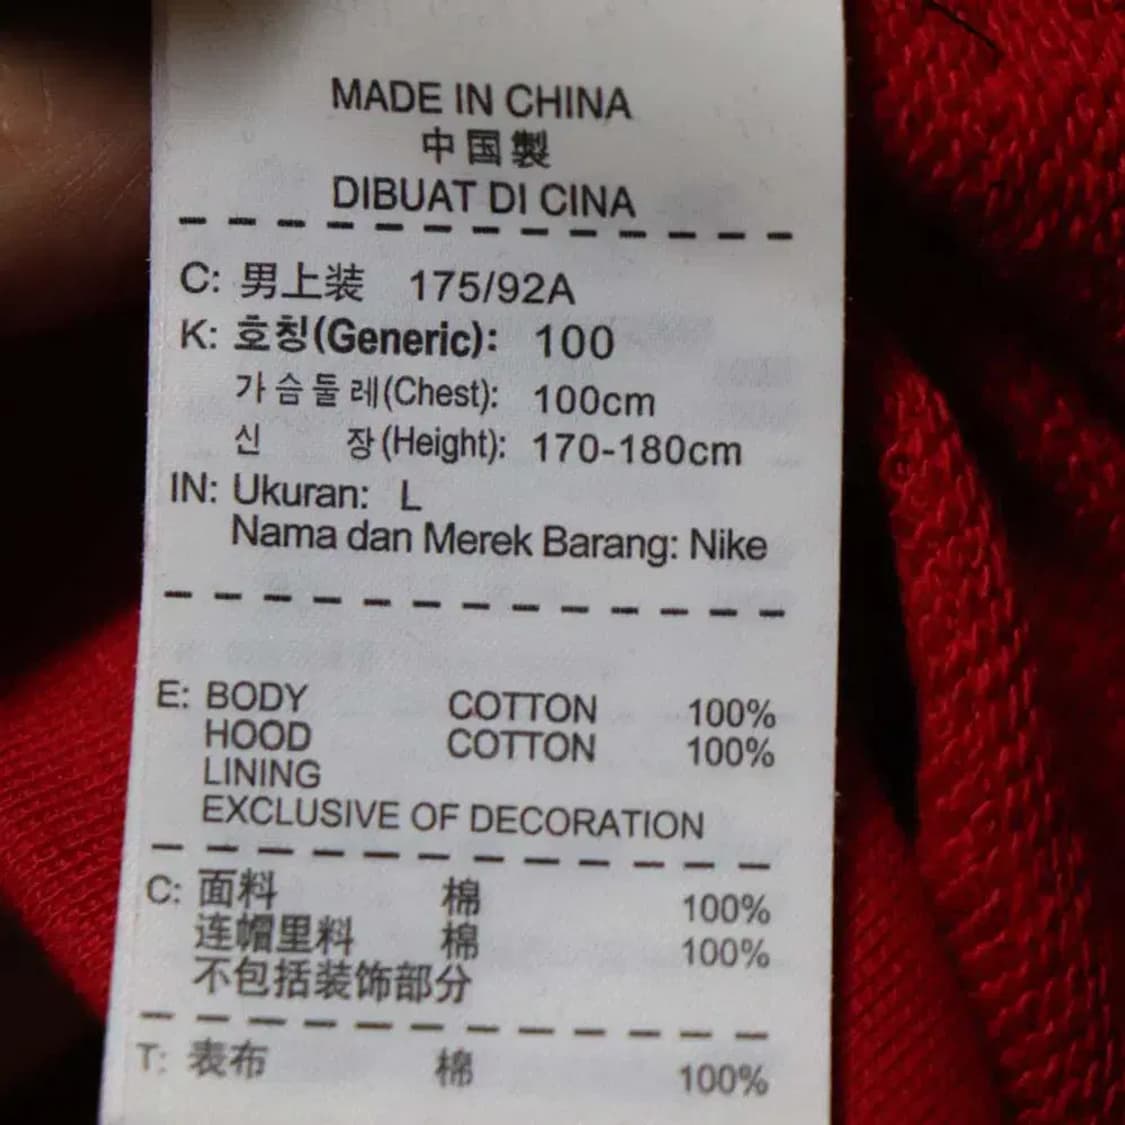 MADE IN CHINA
中国製
DIBUAT DI CINA
C: 男上装 175/92A
K: 호칭(Generic): 100
가슴둘레(Chest): 100cm
신 장(Height): 170-180cm
IN: Ukuran: L
Nama dan Merek Barang: Nike
E: BODY COTTON 100%
HOOD COTTON 100%
LINING
EXCLUSIVE OF DECORATION
C: 面料 棉 100%
连帽里料 棉 100%
不包括装饰部分
T: 表布 棉 100%